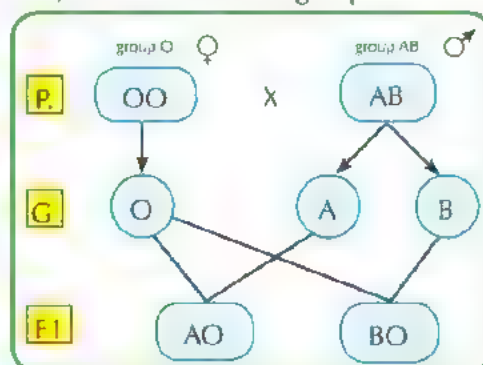 group O ♀ group AB ♂
P. OO X AB
G O A B
F1 AO BO